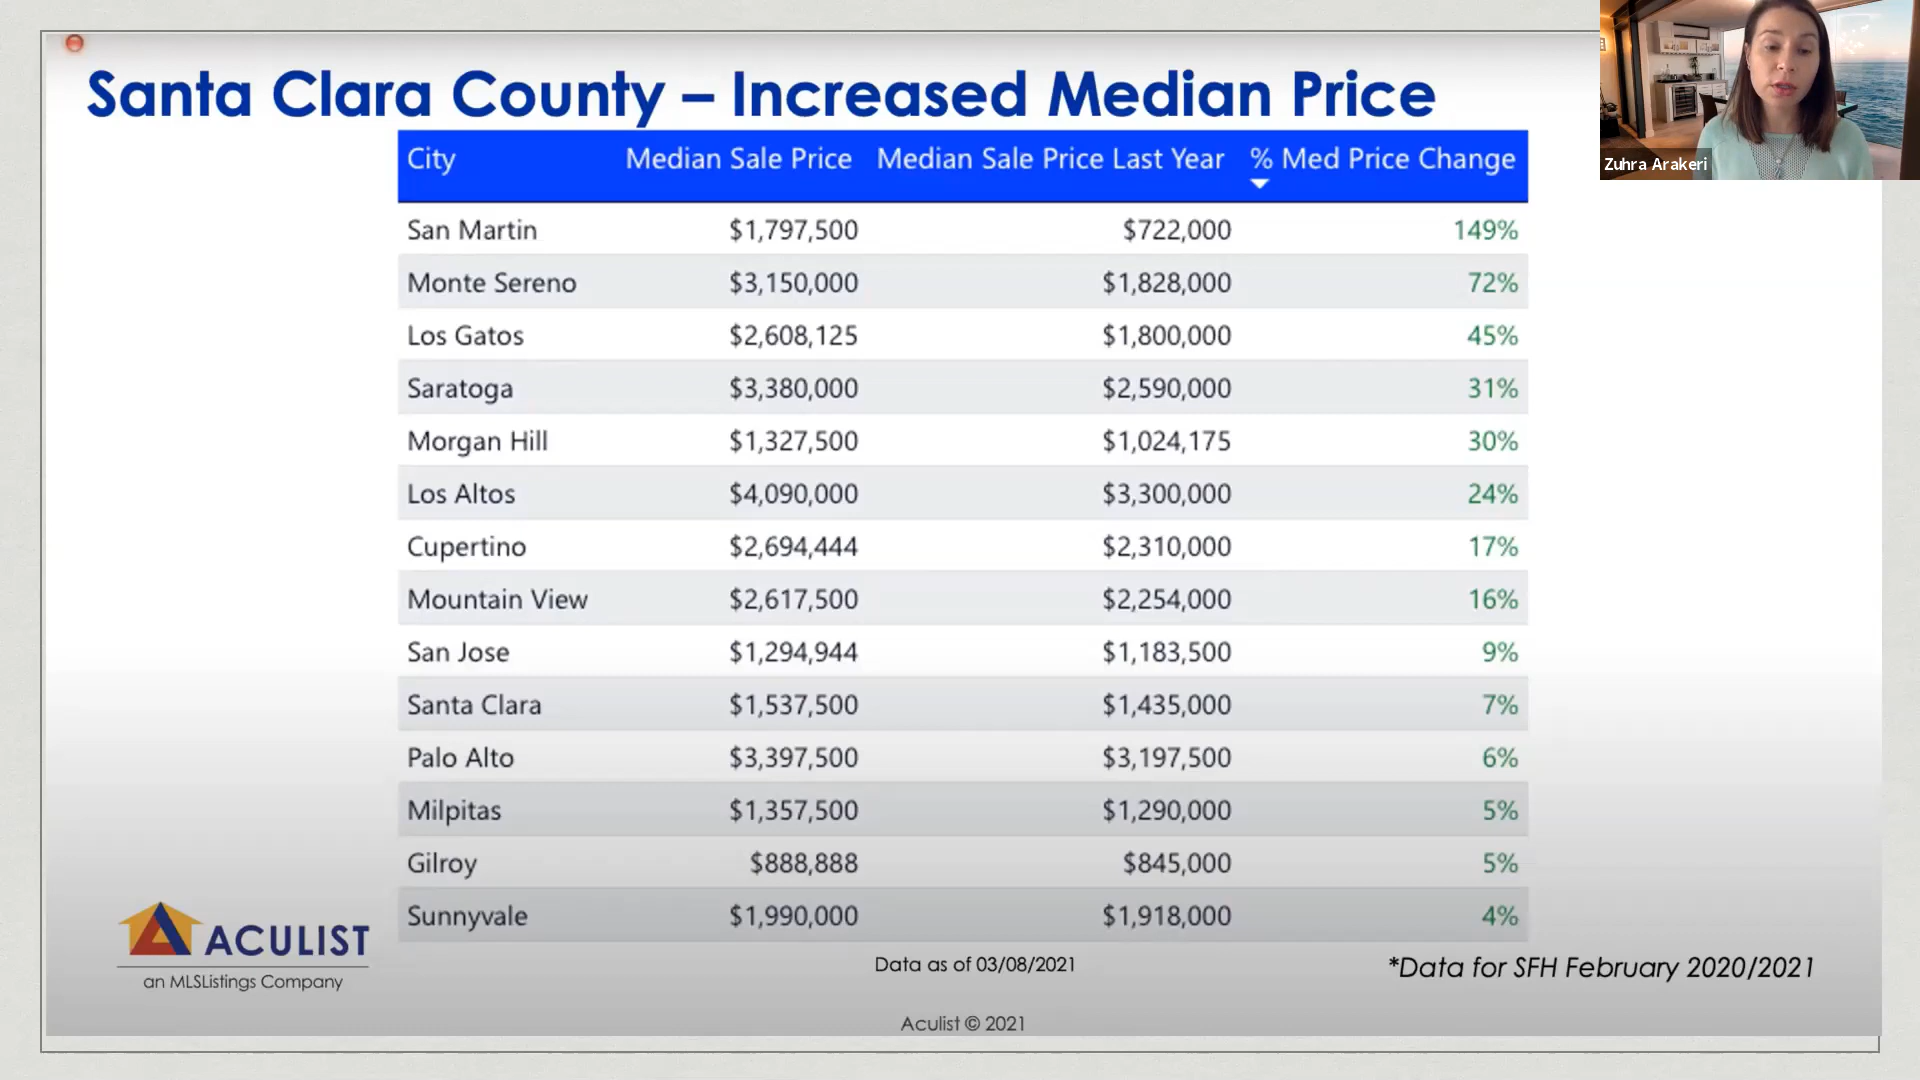 Santa Clara County – Increased Median Price
Zuhra Arakeri
City Median Sale Price Median Sale Price Last Year % Med Price Change
San Martin $1,797,500 $722,000 149%
Monte Sereno $3,150,000 $1,828,000 72%
Los Gatos $2,608,125 $1,800,000 45%
Saratoga $3,380,000 $2,590,000 31%
Morgan Hill $1,327,500 $1,024,175 30%
Los Altos $4,090,000 $3,300,000 24%
Cupertino $2,694,444 $2,310,000 17%
Mountain View $2,617,500 $2,254,000 16%
San Jose $1,294,944 $1,183,500 9%
Santa Clara $1,537,500 $1,435,000 7%
Palo Alto $3,397,500 $3,197,500 6%
Milpitas $1,357,500 $1,290,000 5%
Gilroy $888,888 $845,000 5%
Sunnyvale $1,990,000 $1,918,000 4%
ACULIST
an MLSListings Company
Data as of 03/08/2021
*Data for SFH February 2020/2021
Aculist © 2021